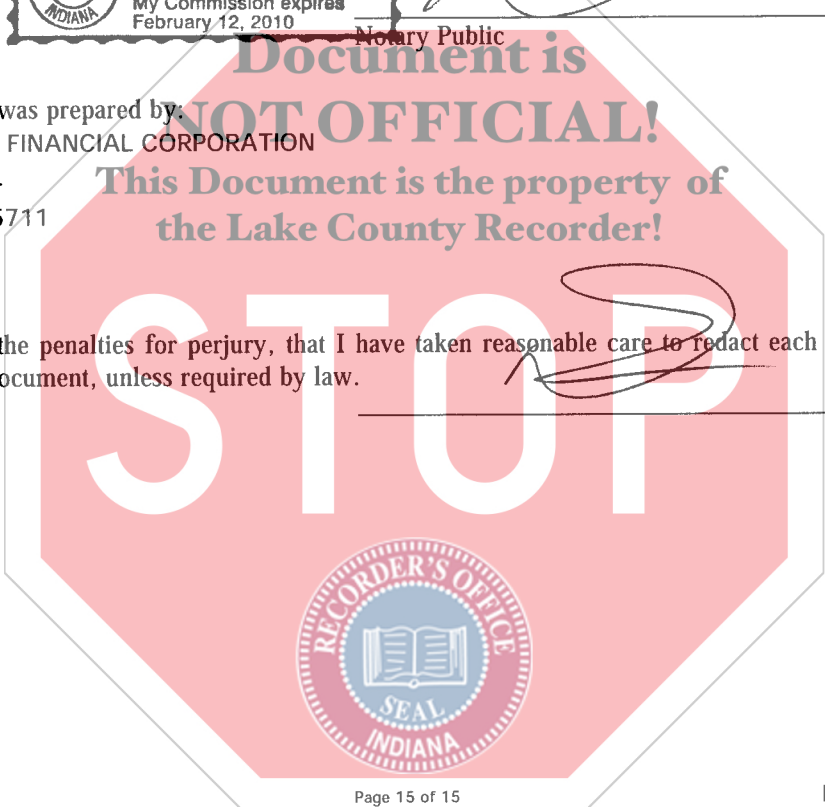 INDIANA
My Commission expires
February 12, 2010
Notary Public
Document is
NOT OFFICIAL!
This Document is the property of
the Lake County Recorder!
was prepared by:
FINANCIAL CORPORATION
5711
the penalties for perjury, that I have taken reasonable care to redact each
ocument, unless required by law.
STOP
RECORDER'S OFFICE
SEAL
INDIANA
Page 15 of 15